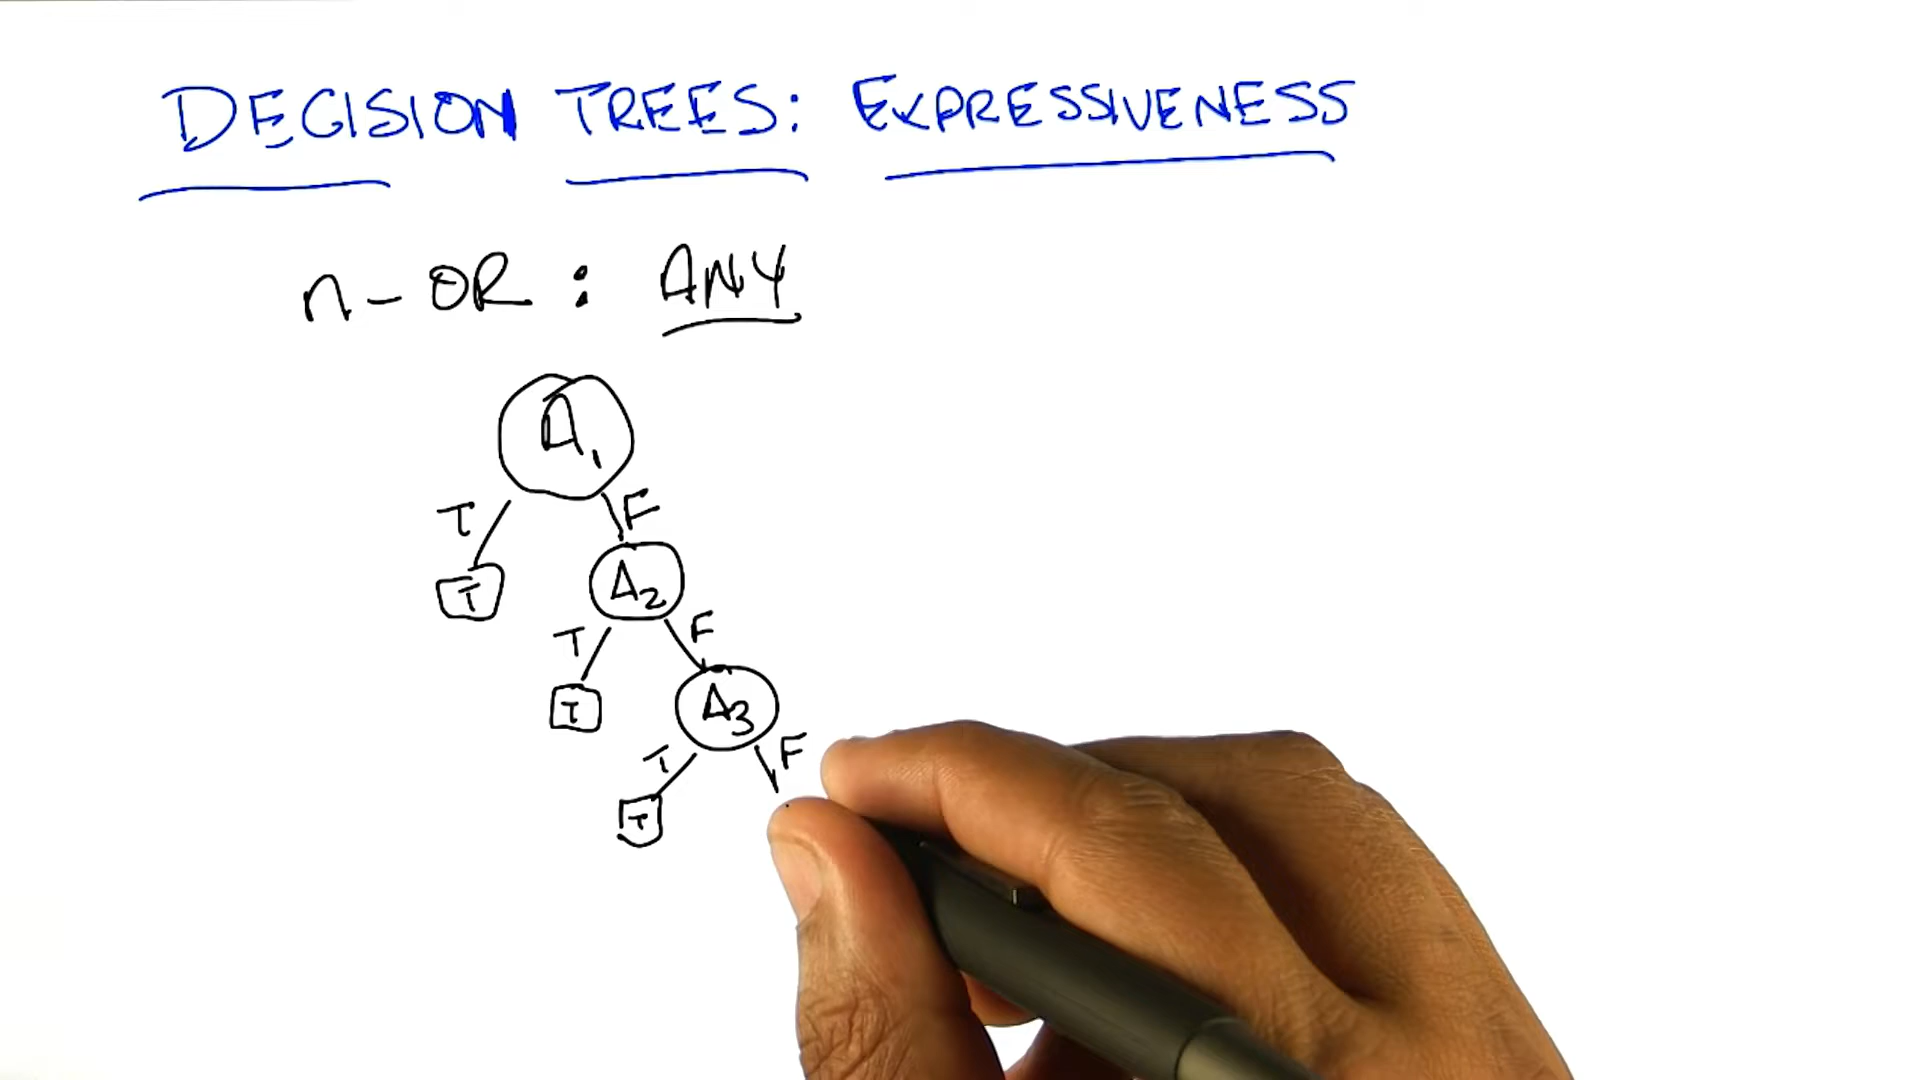 DECISION TREES: EXPRESSIVENESS
n-OR : ANY
A1
T F
T A2
T F
T A3
T F
T